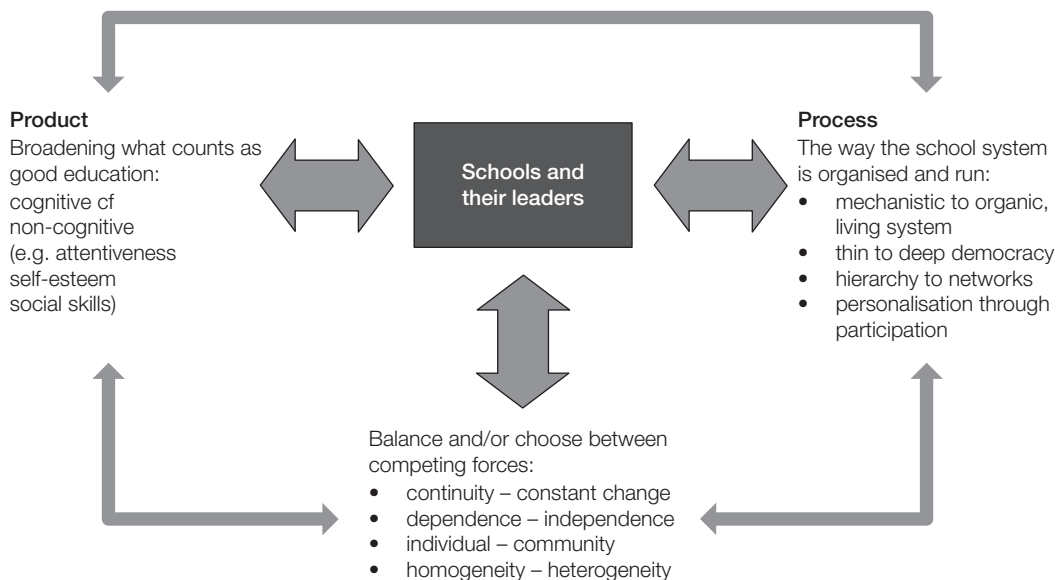 Product
Broadening what counts as
good education:
cognitive cf
non-cognitive
(e.g. attentiveness
self-esteem
social skills)
Schools and
their leaders
Process
The way the school system
is organised and run:
• mechanistic to organic,
living system
• thin to deep democracy
• hierarchy to networks
• personalisation through
participation
Balance and/or choose between
competing forces:
• continuity – constant change
• dependence – independence
• individual – community
• homogeneity – heterogeneity